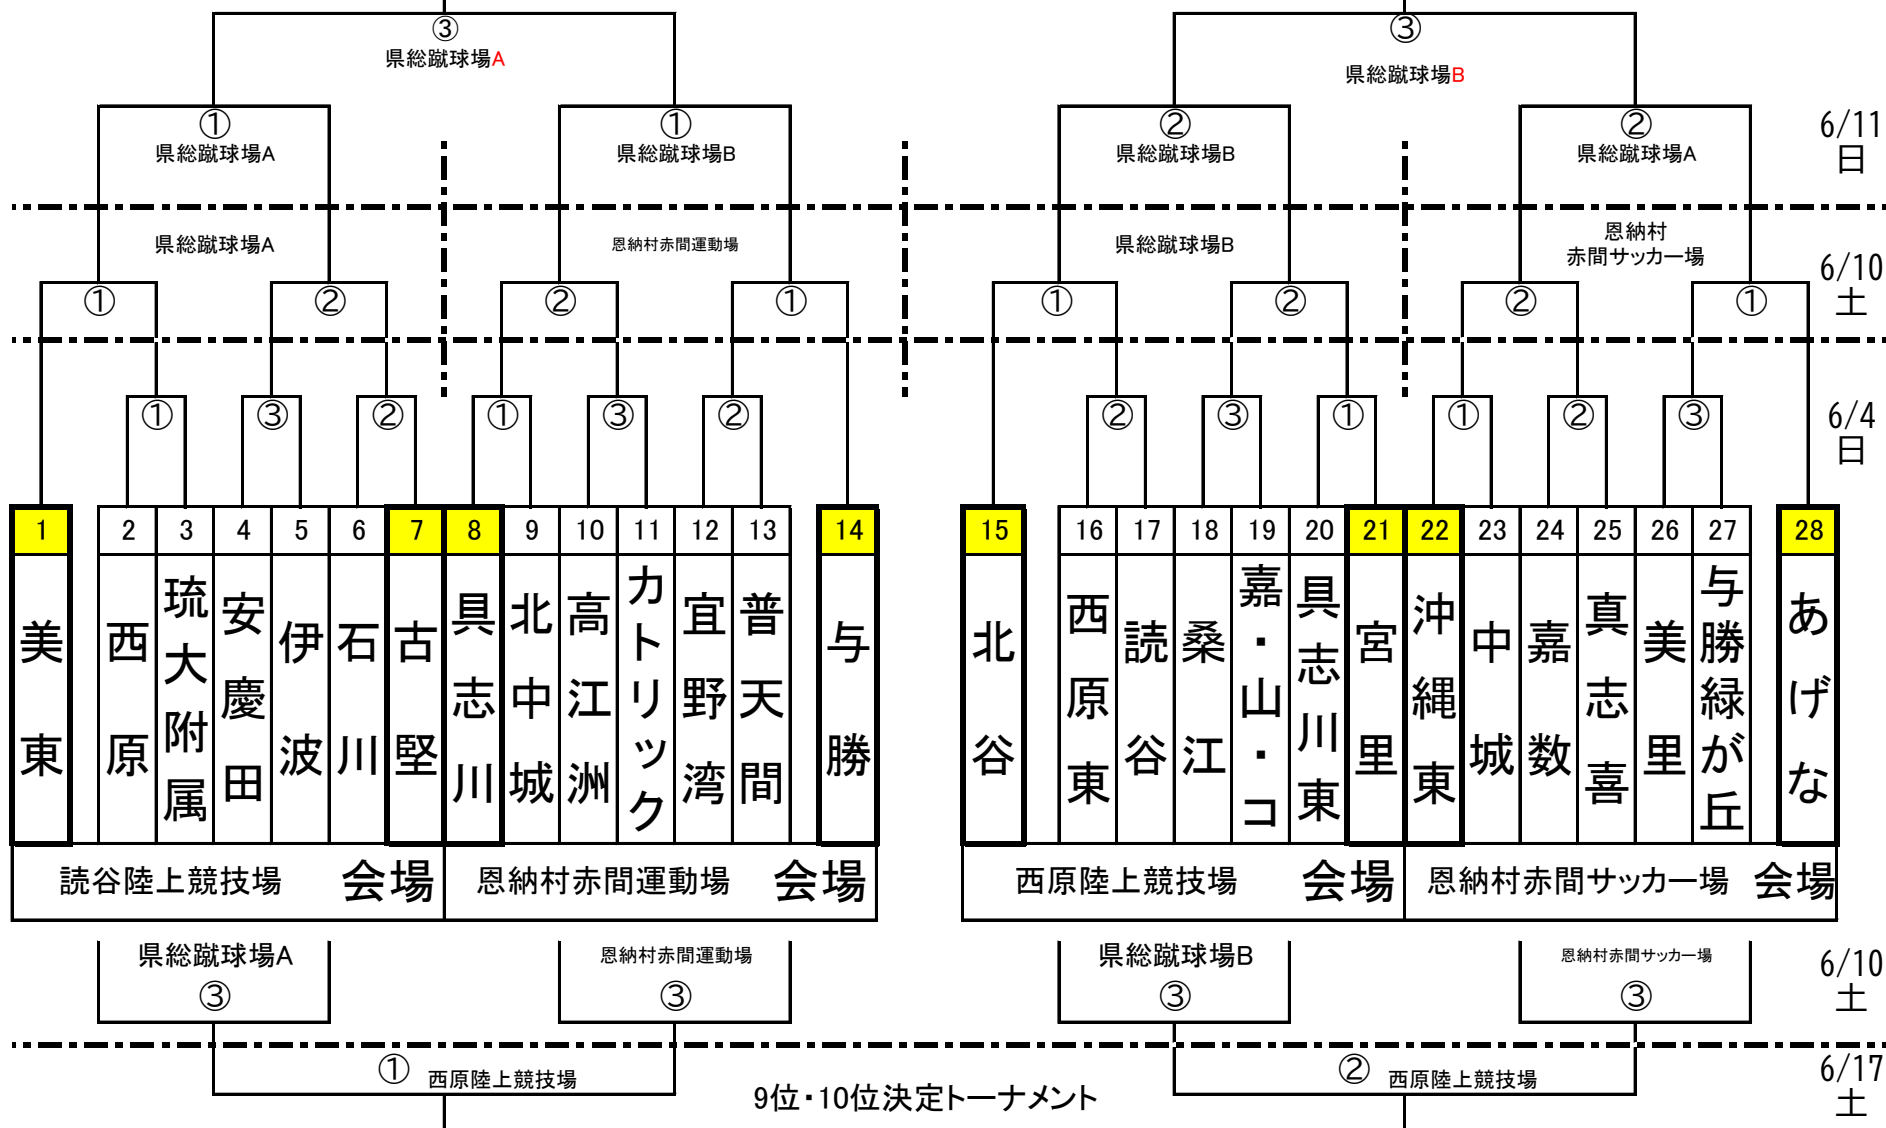 ③ ③
県総蹴球場A 県総蹴球場B
① ① ② ② 6/11
県総蹴球場A 県総蹴球場B 県総蹴球場B 県総蹴球場A 日
県総蹴球場A 恩納村赤間運動場 県総蹴球場B 恩納村
赤間サッカー場
6/10
土
① ② ② ① ① ② ② ①
① ③ ② ① ③ ② ② ③ ① ① ② ③ 6/4
日
1 2 3 4 5 6 7 8 9 10 11 12 13 14 15 16 17 18 19 20 21 22 23 24 25 26 27 28
美東
西原
琉大附属
安慶田
伊波
石川
古堅
具志川
北中城
高江洲
カトリック
宜野湾
普天間
与勝
北谷
西原東
読谷
桑江
嘉・山・コ
具志川東
宮里
沖縄東
中城
嘉数
真志喜
美里
与勝緑が丘
あげな
読谷陸上競技場 会場 恩納村赤間運動場 会場 西原陸上競技場 会場 恩納村赤間サッカー場 会場
県総蹴球場A 恩納村赤間運動場 県総蹴球場B 恩納村赤間サッカー場 6/10
③ ③ ③ ③ 土
① 西原陸上競技場 ② 西原陸上競技場 6/17
9位・10位決定トーナメント 土